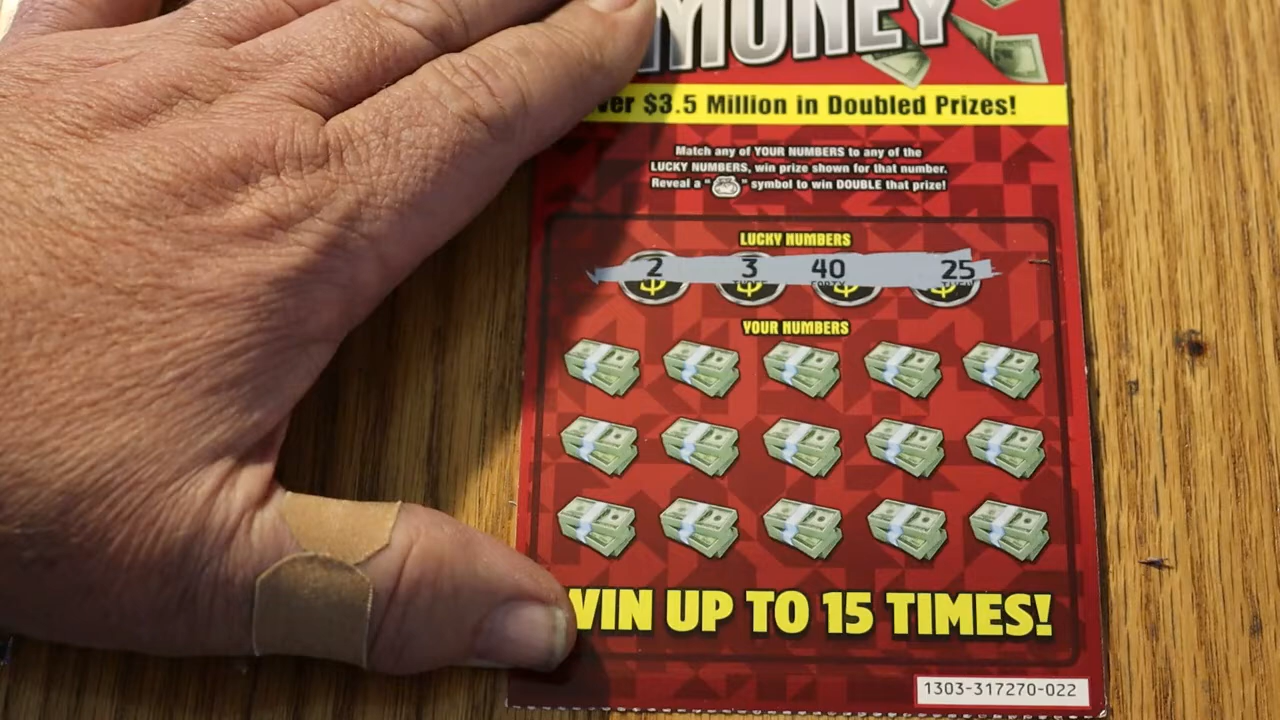 MONEY
ver $3.5 Million in Doubled Prizes!
Match any of YOUR NUMBERS to any of the
LUCKY NUMBERS, win prize shown for that number.
Reveal a " " symbol to win DOUBLE that prize!
LUCKY NUMBERS
2 3 40 25
YOUR NUMBERS
WIN UP TO 15 TIMES!
1303-317270-022